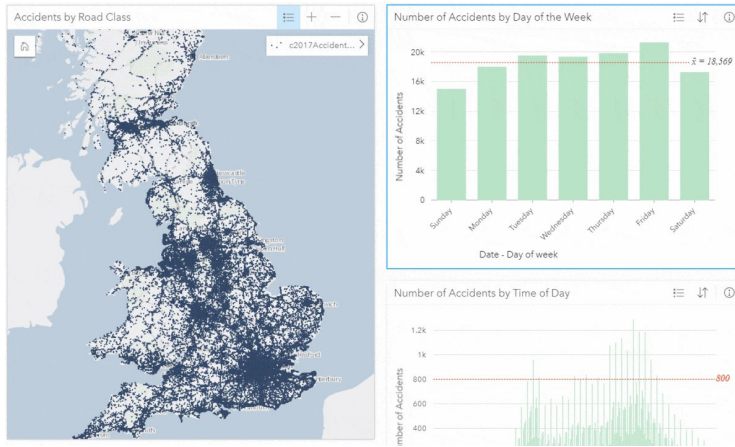 Accidents by Road Class
c2017Accident...
Number of Accidents by Day of the Week
20k
16k
12k
8k
4k
0
x̄ = 18,569
Number of Accidents
Sunday
Monday
Tuesday
Wednesday
Thursday
Friday
Saturday
Date - Day of week
Number of Accidents by Time of Day
1.2k
1k
800
600
400
800